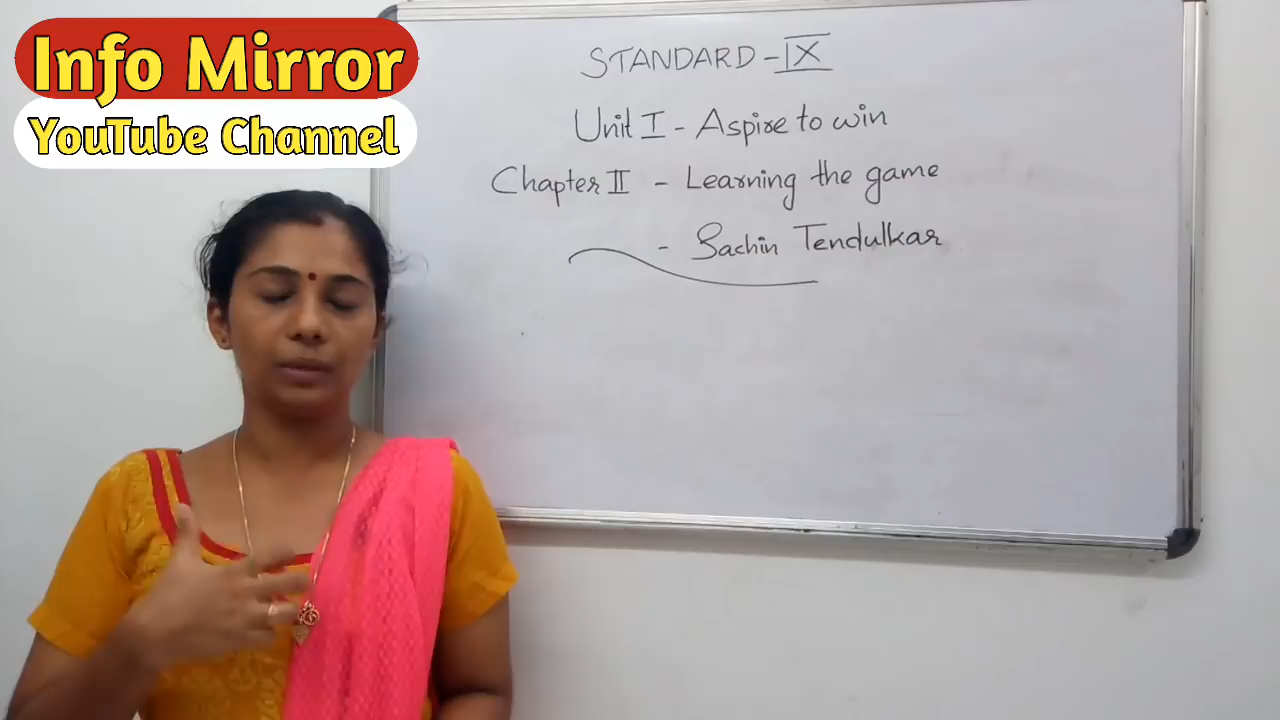 Info Mirror
YouTube Channel
STANDARD - IX
Unit I - Aspire to win
Chapter II - Learning the game
- Sachin Tendulkar